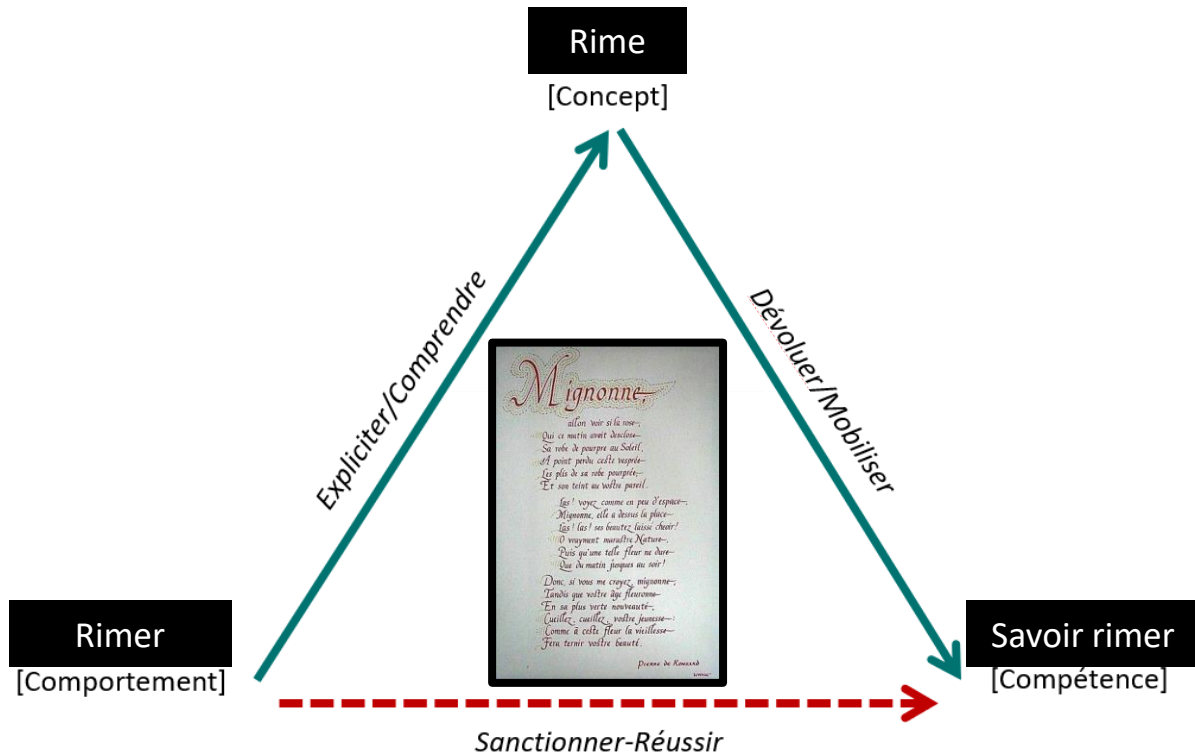 Rime
[Concept]
Expliciter/Comprendre
Dévoluer/Mobiliser
Mignonne,
allon voir si la rose
Qui ce matin avoit desclose
Sa robe de pourpre au Soleil,
A point perdu ceste vesprée
Les plis de sa robe pourprée,
Et son teint au vostre pareil.
Las! voyez comme en peu d'espace,
Mignonne, elle a dessus la place
Las! las! ses beautez laissé cheoir!
O vrayment marastre Nature,
Puis qu'une telle fleur ne dure
Que du matin jusques au soir!
Donc, si vous me croyez, mignonne,
Tandis que vostre âge fleuronne
En sa plus verte nouveauté,
Cueillez, cueillez, vostre jeunesse:
Comme à ceste fleur la vieillesse
Fera ternir vostre beauté.
Pierre de Ronsard
Rimer
[Comportement]
Savoir rimer
[Compétence]
Sanctionner-Réussir